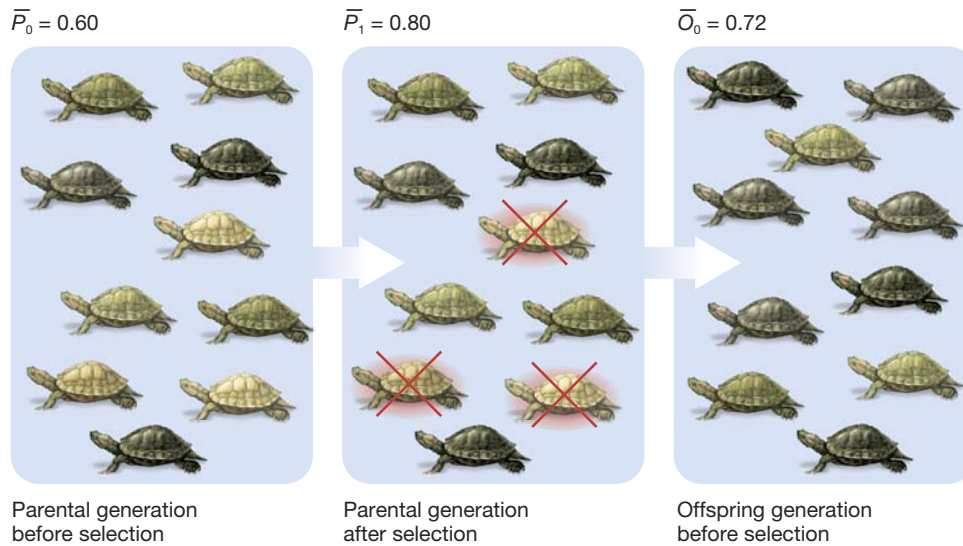 P̅₀ = 0.60
P̅₁ = 0.80
O̅₀ = 0.72
Parental generation
before selection
Parental generation
after selection
Offspring generation
before selection